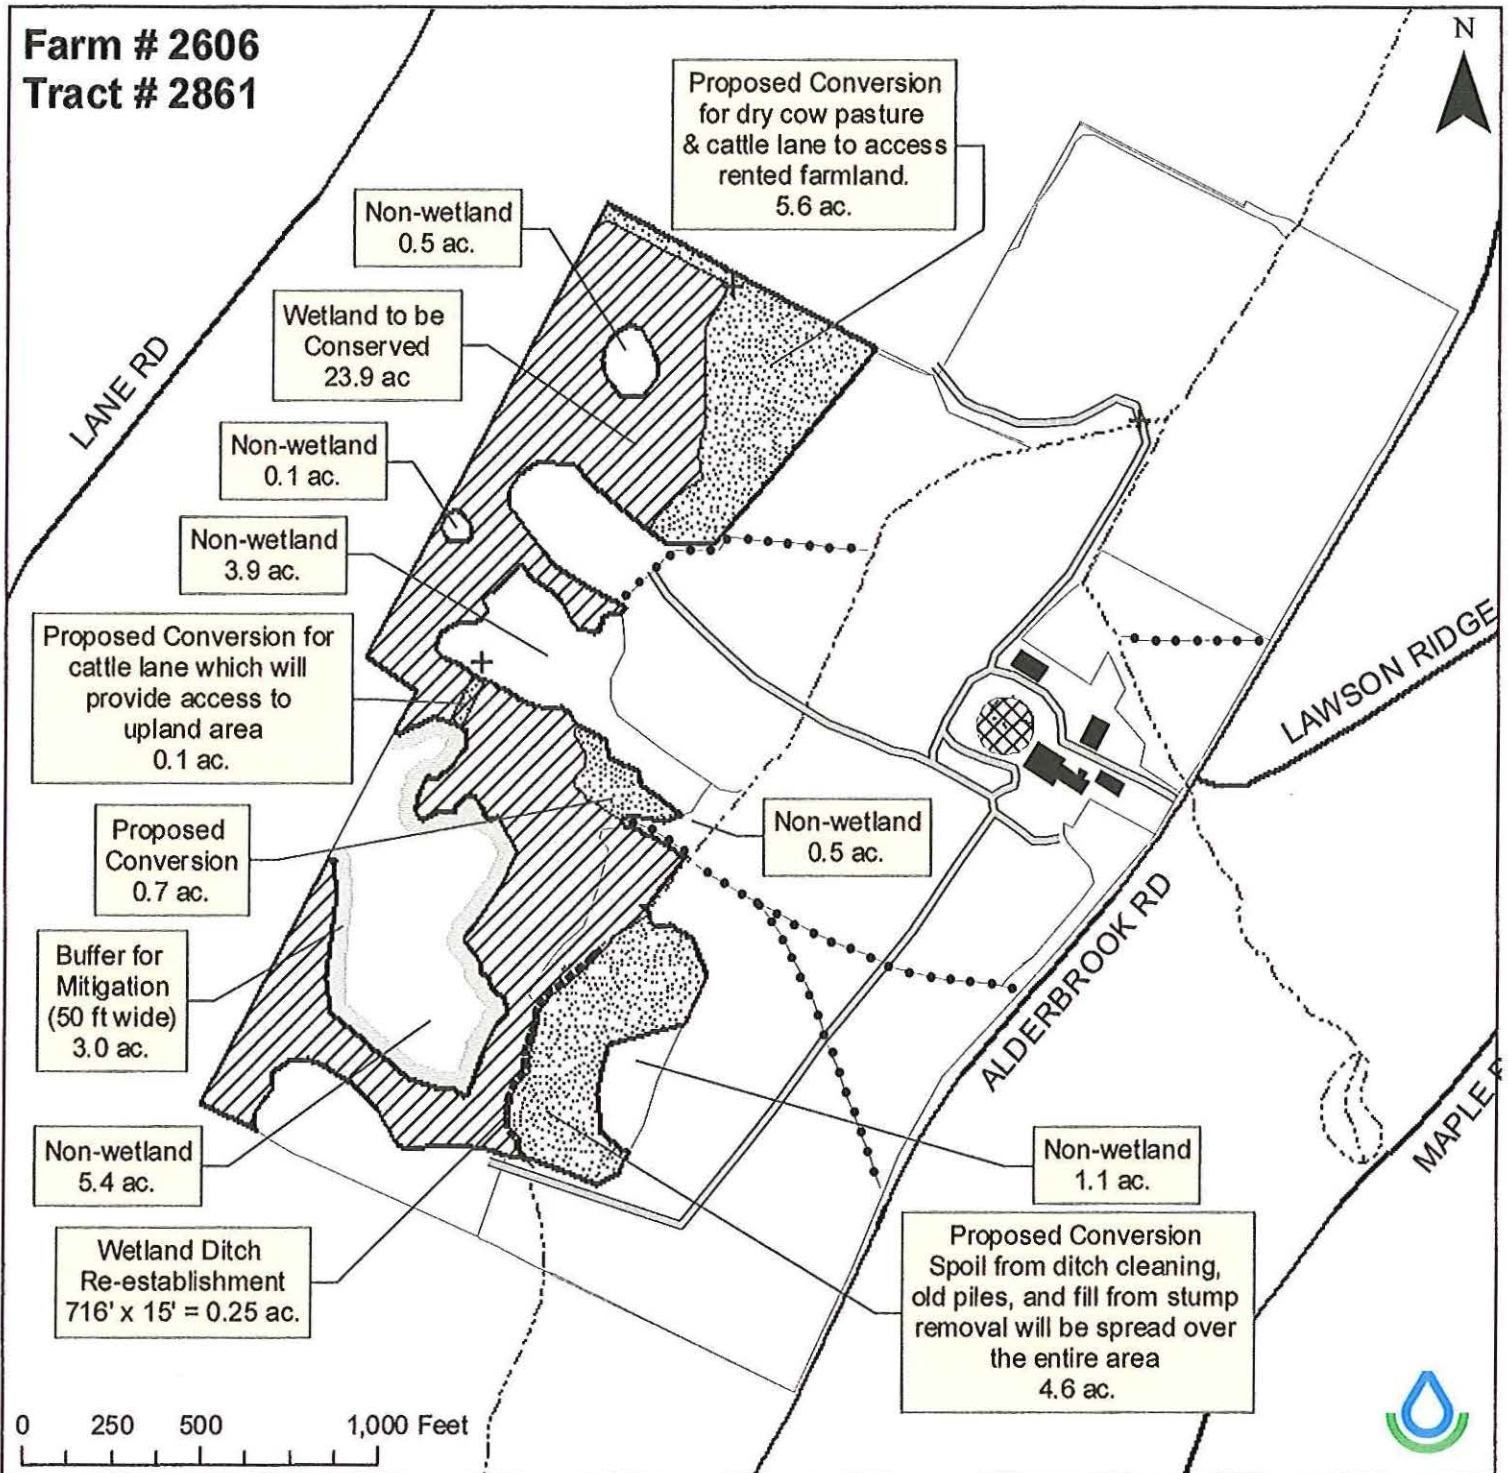 Farm # 2606
Tract # 2861
N
Proposed Conversion
for dry cow pasture
& cattle lane to access
rented farmland.
5.6 ac.
Non-wetland
0.5 ac.
Wetland to be
Conserved
23.9 ac
LANE RD
Non-wetland
0.1 ac.
Non-wetland
3.9 ac.
Proposed Conversion for
cattle lane which will
provide access to
upland area
0.1 ac.
LAWSON RIDGE
Proposed
Conversion
0.7 ac.
Non-wetland
0.5 ac.
Buffer for
Mitigation
(50 ft wide)
3.0 ac.
ALDERBROOK RD
MAPLE
Non-wetland
5.4 ac.
Non-wetland
1.1 ac.
Wetland Ditch
Re-establishment
716' x 15' = 0.25 ac.
Proposed Conversion
Spoil from ditch cleaning,
old piles, and fill from stump
removal will be spread over
the entire area
4.6 ac.
0 250 500 1,000 Feet